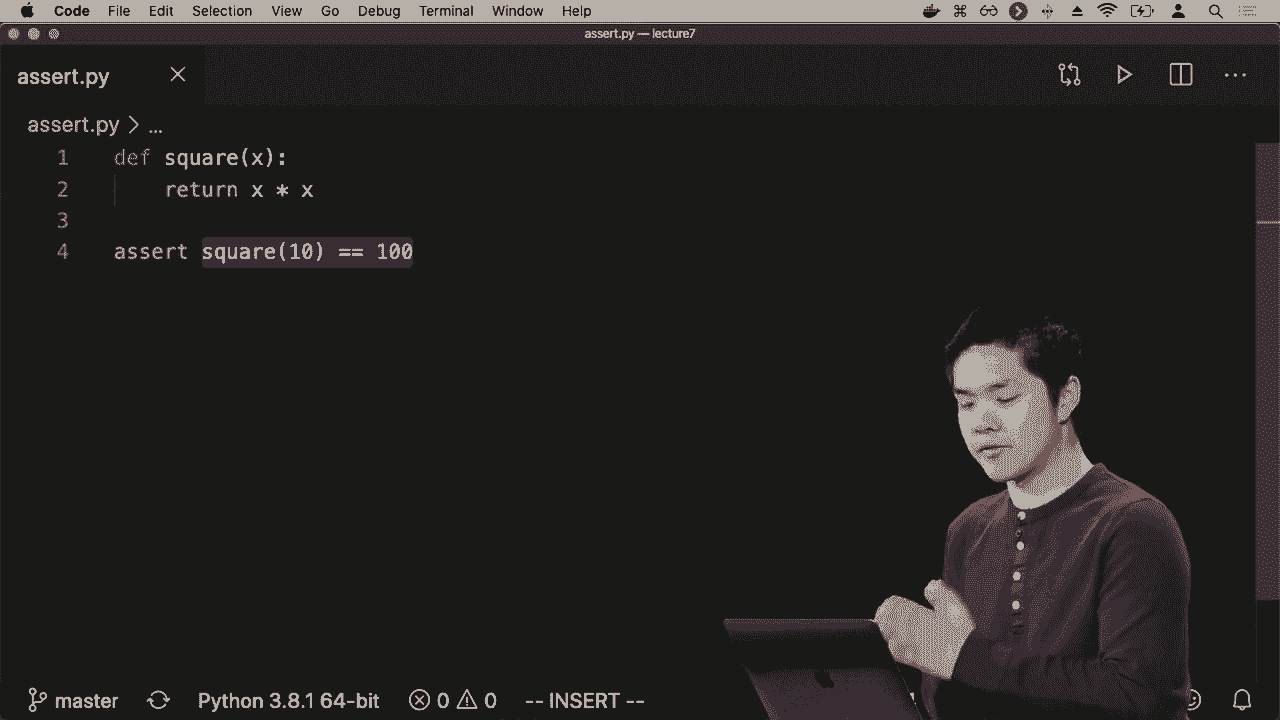 Code File Edit Selection View Go Debug Terminal Window Help
assert.py — lecture7
assert.py
assert.py > ...
1 def square(x):
2 return x * x
3
4 assert square(10) == 100
master Python 3.8.1 64-bit 0 0 -- INSERT --